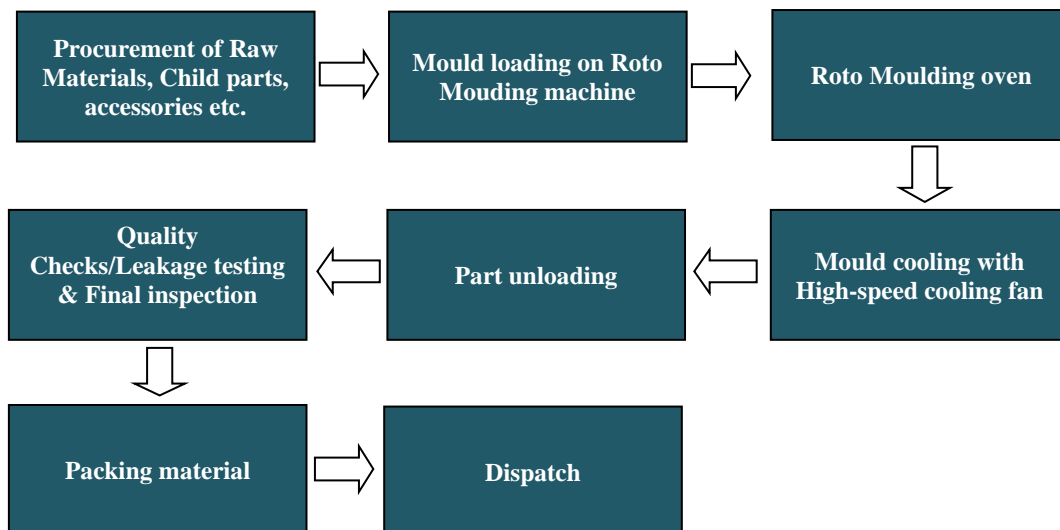 Procurement of Raw
Materials, Child parts,
accessories etc.
Mould loading on Roto
Mouding machine
Roto Moulding oven
Mould cooling with
High-speed cooling fan
Part unloading
Quality
Checks/Leakage testing
& Final inspection
Packing material
Dispatch